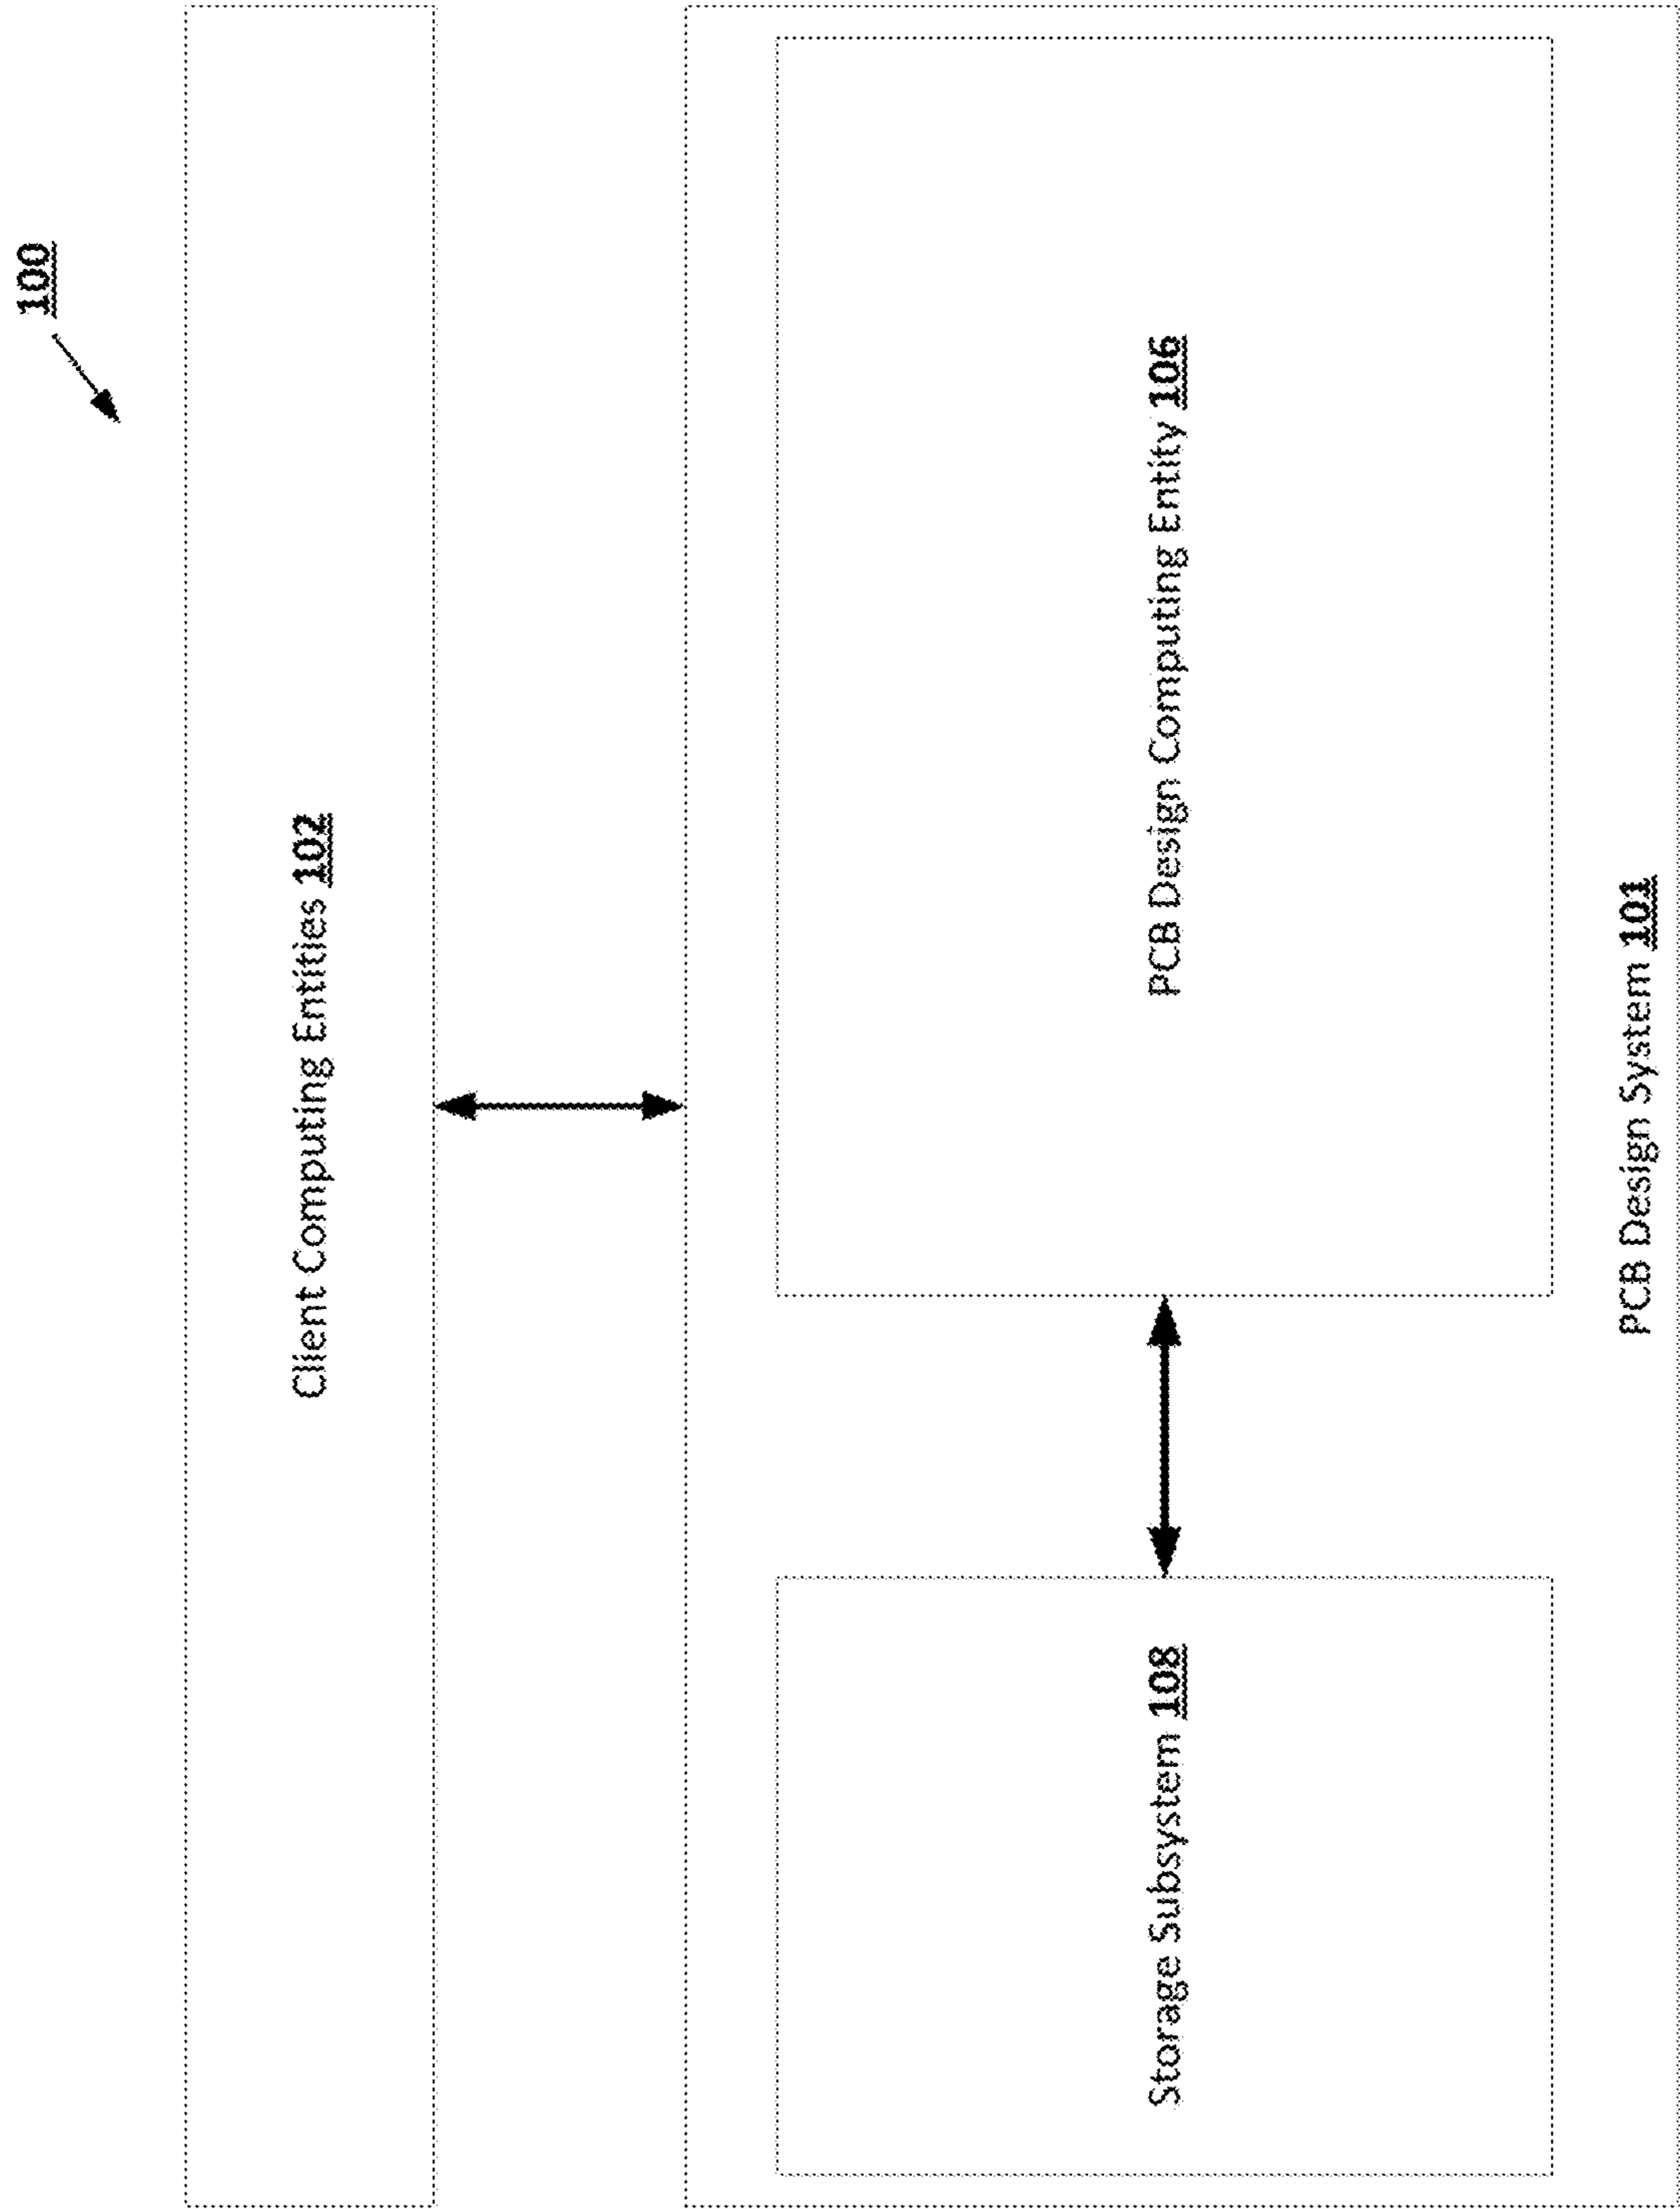 100
Client Computing Entities 102
Storage Subsystem 108
PCB Design Computing Entity 106
PCB Design System 101